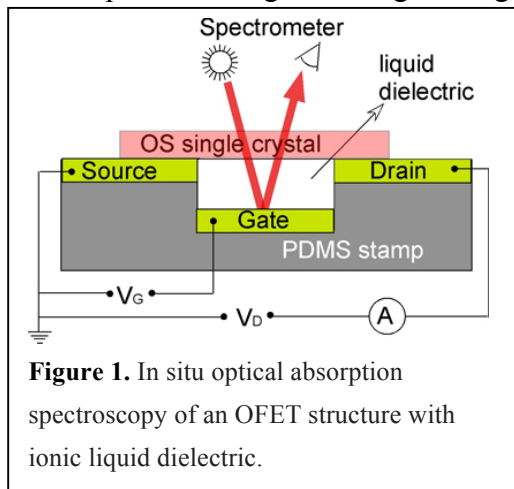 Spectrometer
liquid
dielectric
OS single crystal
Source
Drain
Gate
PDMS stamp
VG
VD
A
Figure 1. In situ optical absorption
spectroscopy of an OFET structure with
ionic liquid dielectric.